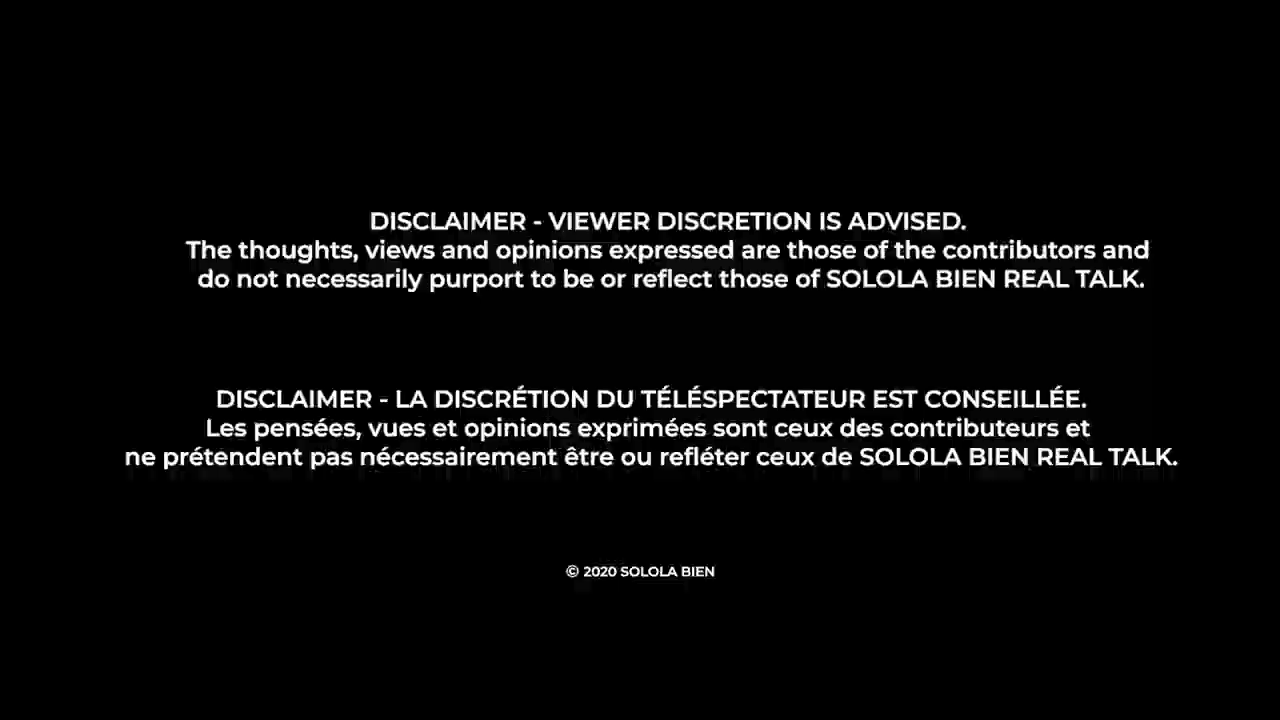 DISCLAIMER - VIEWER DISCRETION IS ADVISED.
The thoughts, views and opinions expressed are those of the contributors and
do not necessarily purport to be or reflect those of SOLOLA BIEN REAL TALK.
DISCLAIMER - LA DISCRÉTION DU TÉLÉSPECTATEUR EST CONSEILLÉE.
Les pensées, vues et opinions exprimées sont ceux des contributeurs et
ne prétendent pas nécessairement être ou refléter ceux de SOLOLA BIEN REAL TALK.
© 2020 SOLOLA BIEN